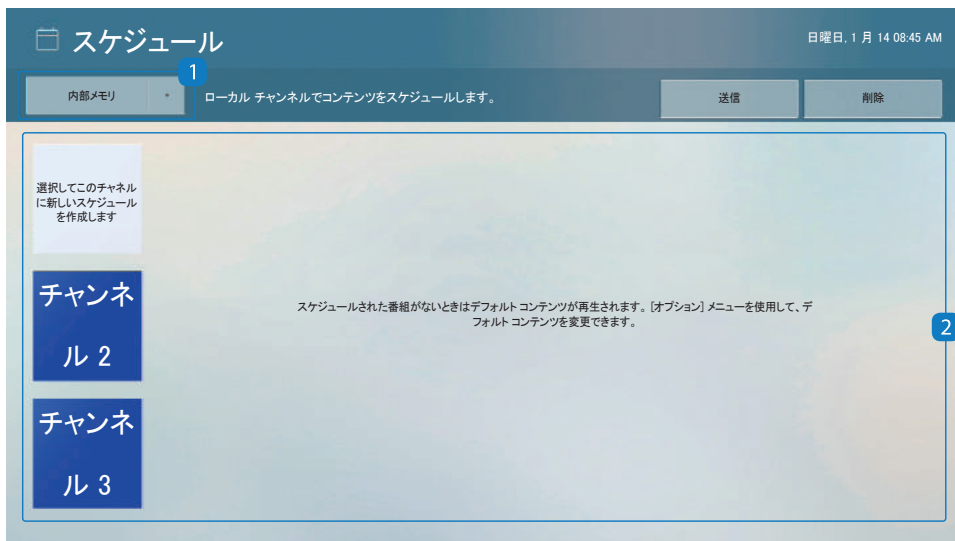 スケジュール
日曜日, 1 月 14 08:45 AM
1
内部メモリ
ローカル チャンネルでコンテンツをスケジュールします。
送信
削除
選択してこのチャネル
に新しいスケジュール
を作成します
チャンネ
ル 2
チャンネ
ル 3
スケジュールされた番組がないときはデフォルト コンテンツが再生されます。 [オプション] メニューを使用して、デ
フォルト コンテンツを変更できます。
2